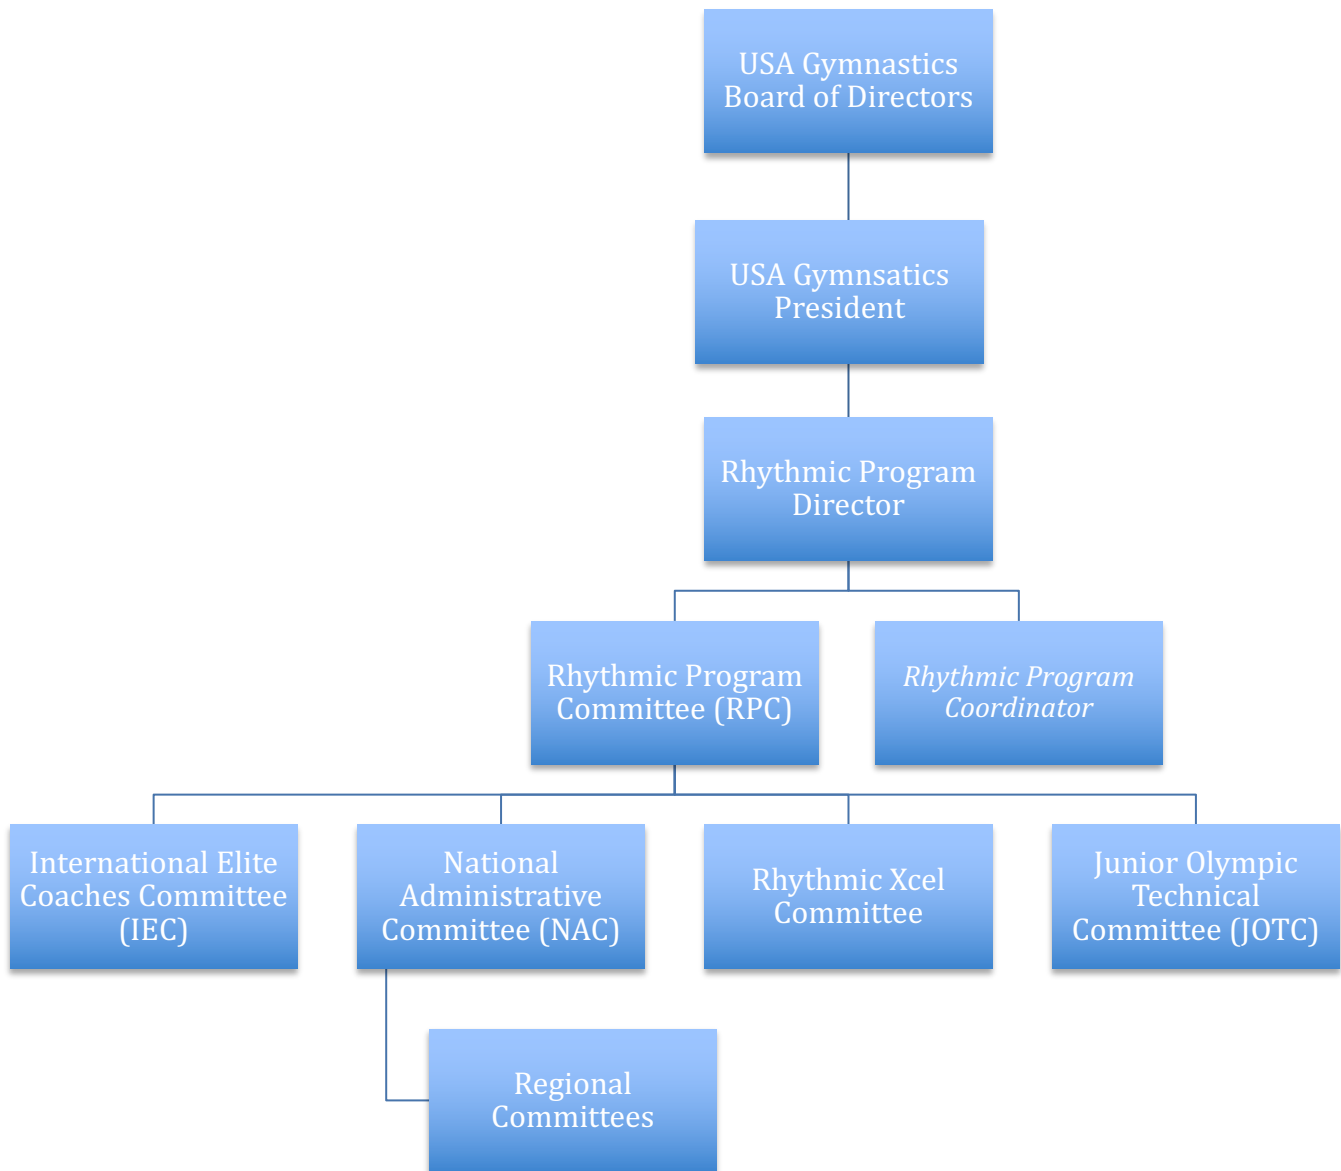 USA Gymnastics
Board of Directors
USA Gymnsatics
President
Rhythmic Program
Director
Rhythmic Program
Committee (RPC)
Rhythmic Program
Coordinator
International Elite
Coaches Committee
(IEC)
National
Administrative
Committee (NAC)
Rhythmic Xcel
Committee
Junior Olympic
Technical
Committee (JOTC)
Regional
Committees